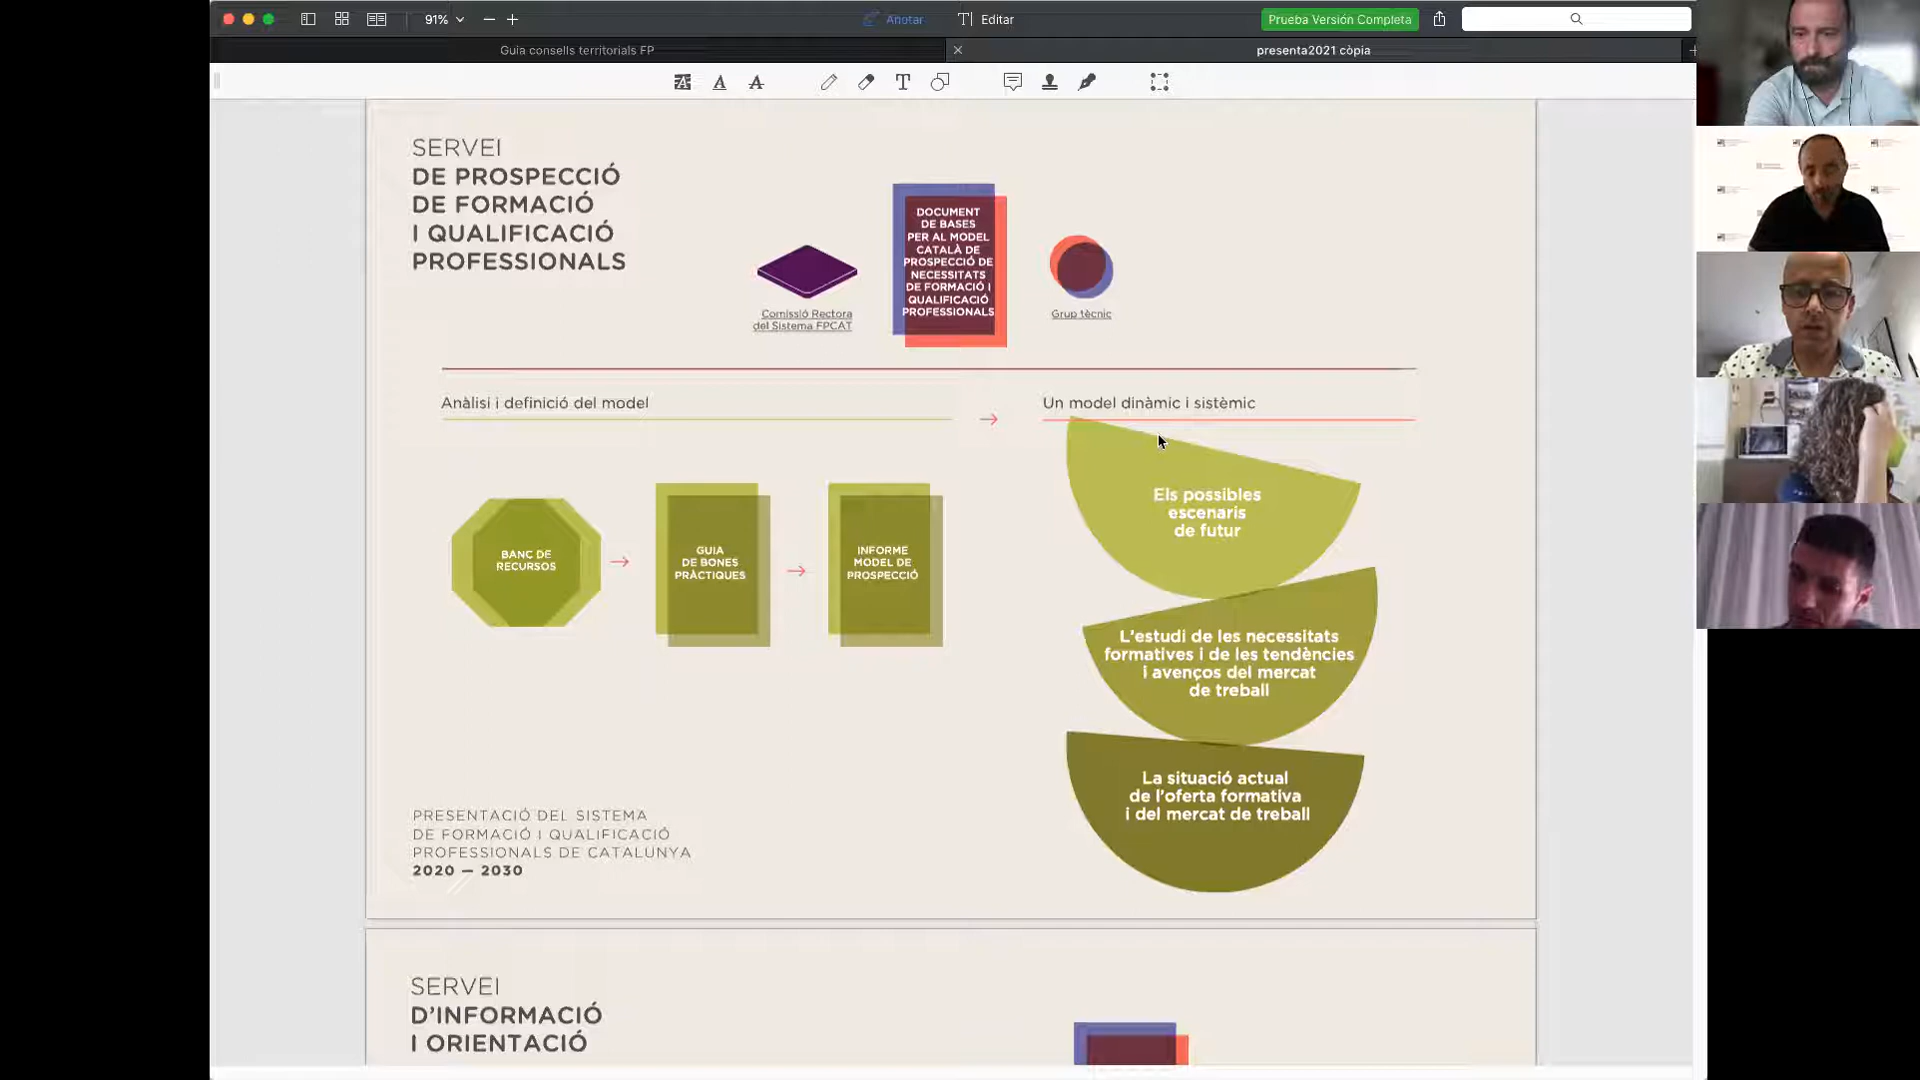 91%
Anotar
Editar
Prueba Versión Completa
Guia consells territorials FP
presenta2021 còpia
SERVEI
DE PROSPECCIÓ
DE FORMACIÓ
I QUALIFICACIÓ
PROFESSIONALS
DOCUMENT
DE BASES
PER AL MODEL
CATALÀ DE
PROSPECCIÓ DE
NECESSITATS
DE FORMACIÓ I
QUALIFICACIÓ
PROFESSIONALS
Comissió Rectora
del Sistema FPCAT
Grup tècnic
Anàlisi i definició del model
Un model dinàmic i sistèmic
BANC DE
RECURSOS
GUIA
DE BONES
PRÀCTIQUES
INFORME
MODEL DE
PROSPECCIÓ
Els possibles
escenaris
de futur
L'estudi de les necessitats
formatives i de les tendències
i avenços del mercat
de treball
La situació actual
de l'oferta formativa
i del mercat de treball
PRESENTACIÓ DEL SISTEMA
DE FORMACIÓ I QUALIFICACIÓ
PROFESSIONALS DE CATALUNYA
2020 — 2030
SERVEI
D'INFORMACIÓ
I ORIENTACIÓ